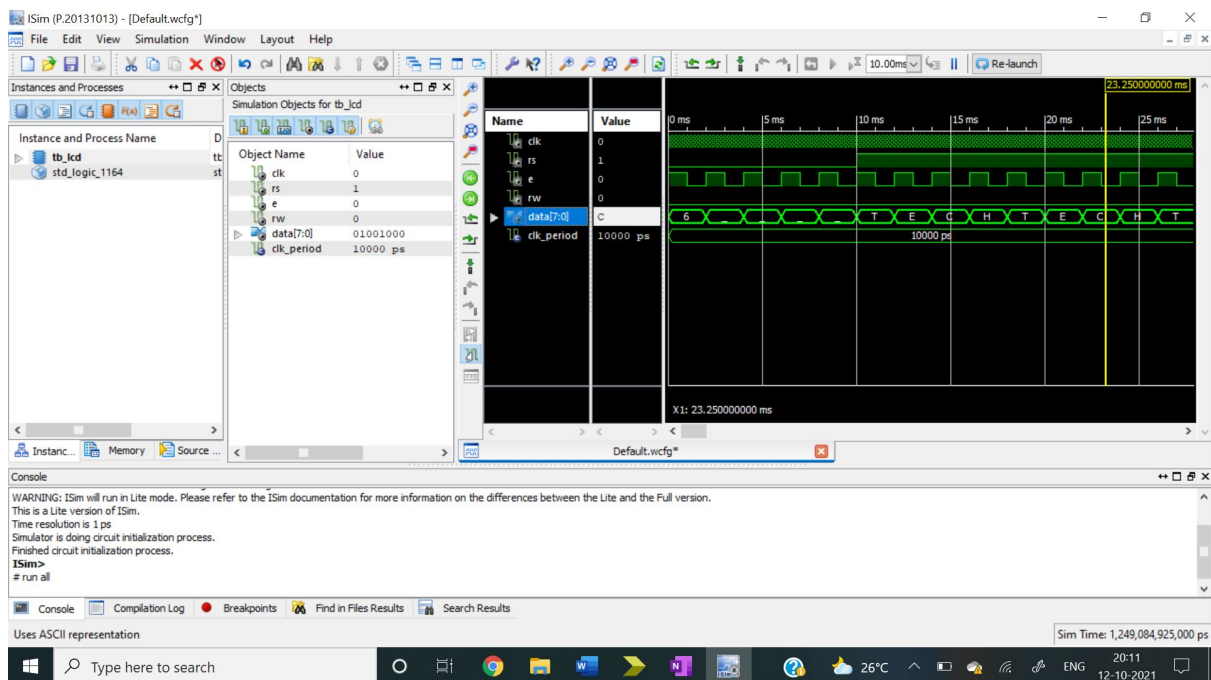 ISim (P.20131013) - [Default.wcfg*]
File Edit View Simulation Window Layout Help
10.00ms
Re-launch
Instances and Processes
F(x)
Instance and Process Name D
tb_lcd tb
std_logic_1164 st
Instanc... Memory Source ...
Objects
Simulation Objects for tb_lcd
Object Name Value
clk 0
rs 1
e 0
rw 0
data[7:0] 01001000
clk_period 10000 ps
Name Value
clk 0
rs 1
e 0
rw 0
data[7:0] C
clk_period 10000 ps
23.250000000 ms
0 ms 5 ms 10 ms 15 ms 20 ms 25 ms
6 _ _ _ _ T E C H T E C H T
10000 ps
X1: 23.250000000 ms
Default.wcfg*
Console
WARNING: ISim will run in Lite mode. Please refer to the ISim documentation for more information on the differences between the Lite and the Full version.
This is a Lite version of ISim.
Time resolution is 1 ps
Simulator is doing circuit initialization process.
Finished circuit initialization process.
ISim>
# run all
Console Compilation Log Breakpoints Find in Files Results Search Results
Uses ASCII representation
Sim Time: 1,249,084,925,000 ps
Type here to search
26°C
ENG
20:11
12-10-2021